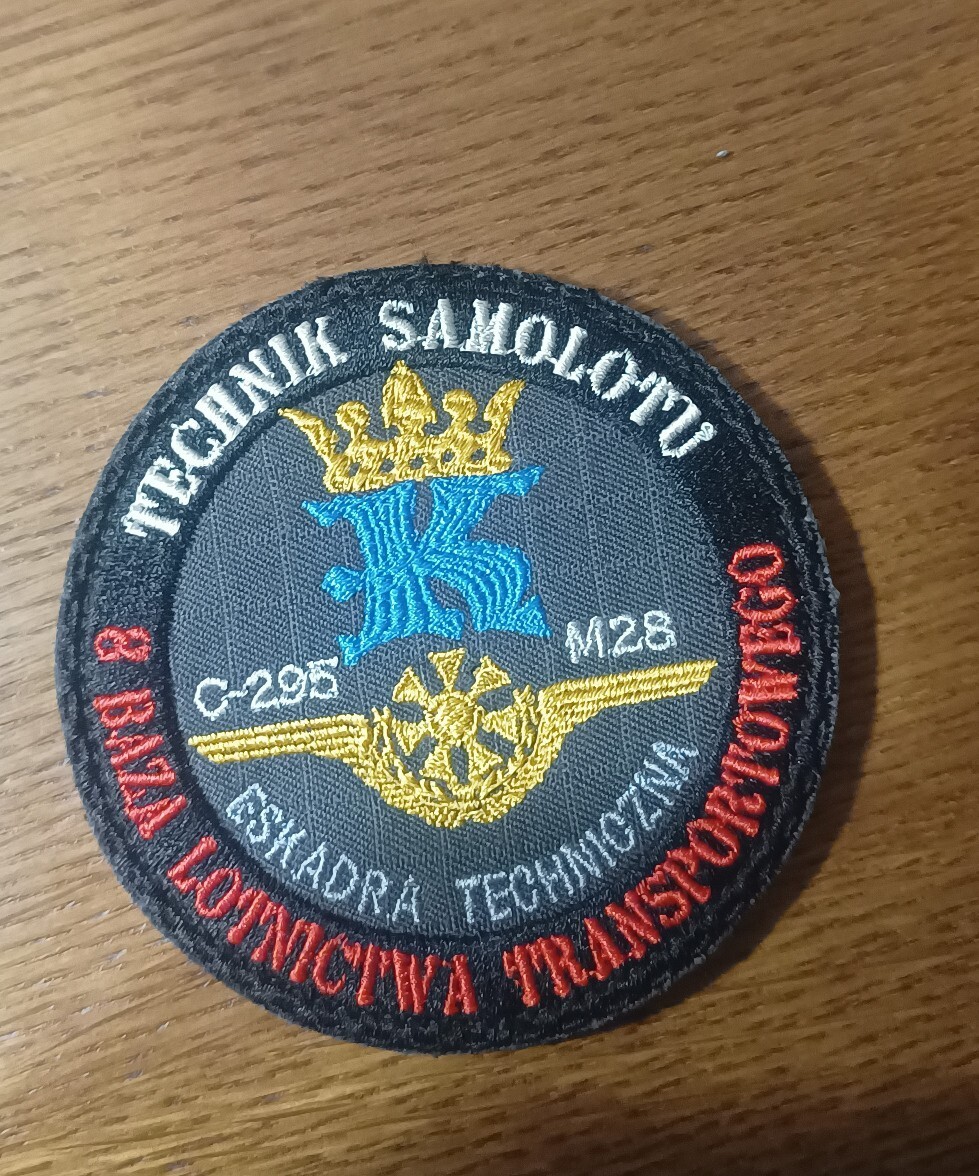 TECHNIK SAMOLOTU
K
C-295
M28
ESKADRA TECHNICZNA
8 BAZA LOTNICTWA TRANSPORTOWEGO